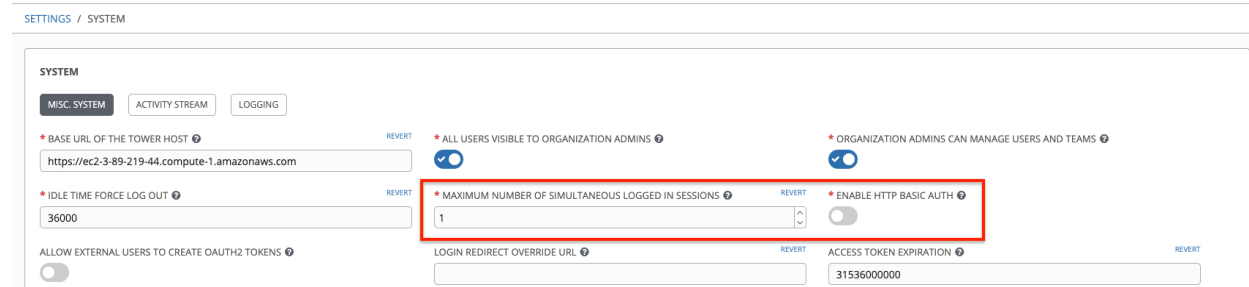 SETTINGS / SYSTEM
SYSTEM
MISC. SYSTEM ACTIVITY STREAM LOGGING
* BASE URL OF THE TOWER HOST REVERT
https://ec2-3-89-219-44.compute-1.amazonaws.com
* ALL USERS VISIBLE TO ORGANIZATION ADMINS
* ORGANIZATION ADMINS CAN MANAGE USERS AND TEAMS
* IDLE TIME FORCE LOG OUT REVERT
36000
* MAXIMUM NUMBER OF SIMULTANEOUS LOGGED IN SESSIONS REVERT
1
* ENABLE HTTP BASIC AUTH
ALLOW EXTERNAL USERS TO CREATE OAUTH2 TOKENS
LOGIN REDIRECT OVERRIDE URL REVERT
ACCESS TOKEN EXPIRATION REVERT
31536000000